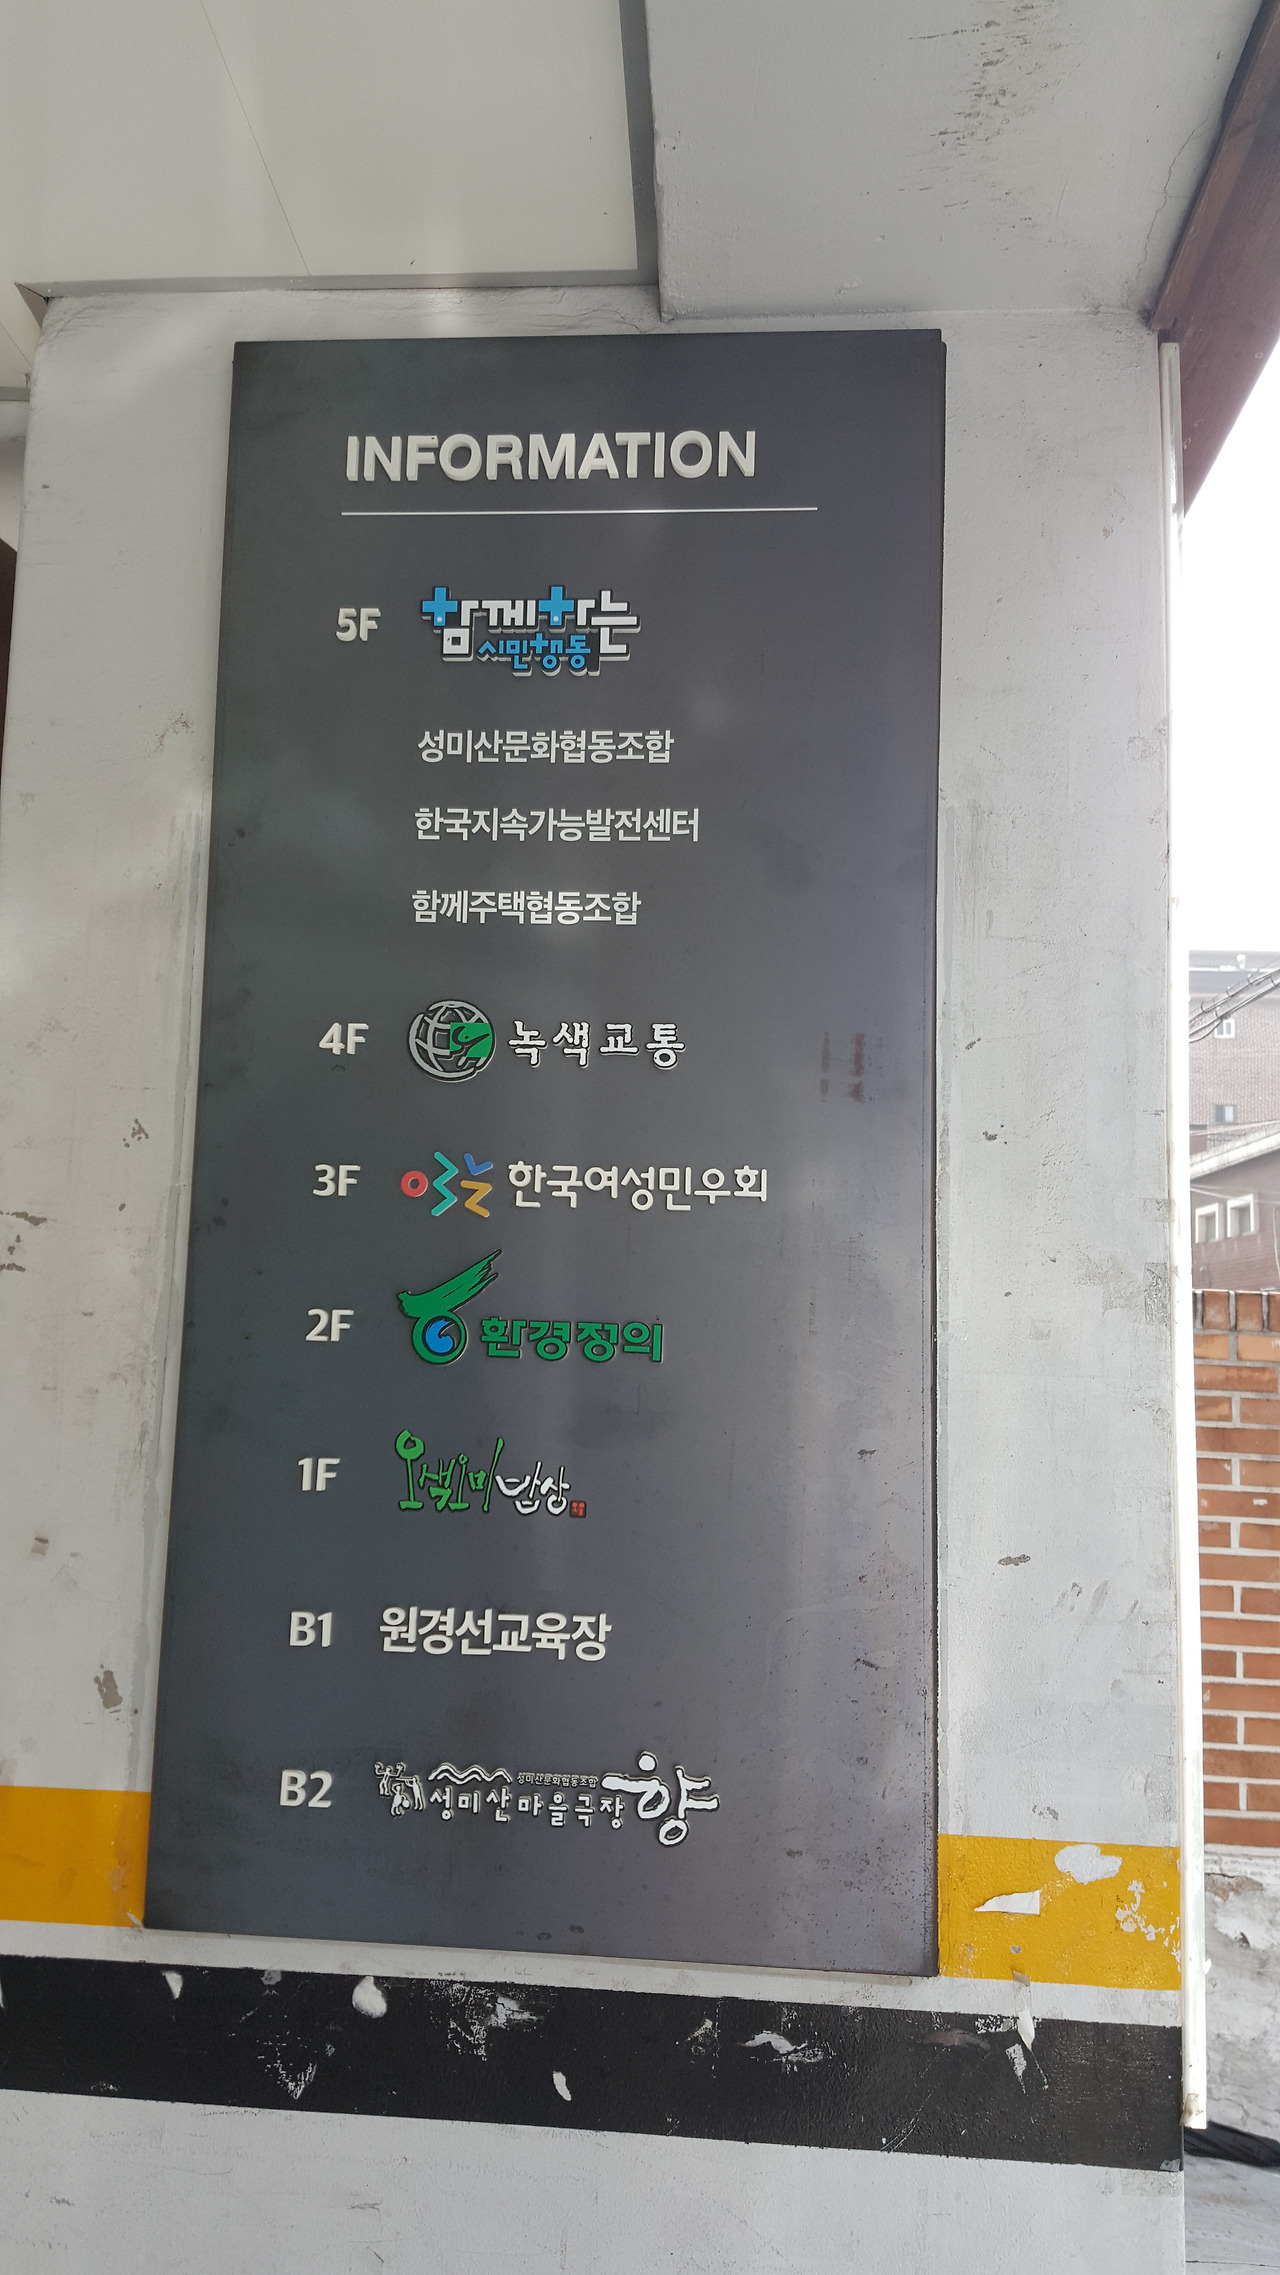 INFORMATION
5F 함께하는
시민행동
성미산문화협동조합
한국지속가능발전센터
함께주택협동조합
4F 녹색교통
3F 한국여성민우회
2F 환경정의
1F 오색오미밥상
B1 원경선교육장
성미산문화협동조합
B2 성미산마을극장 향